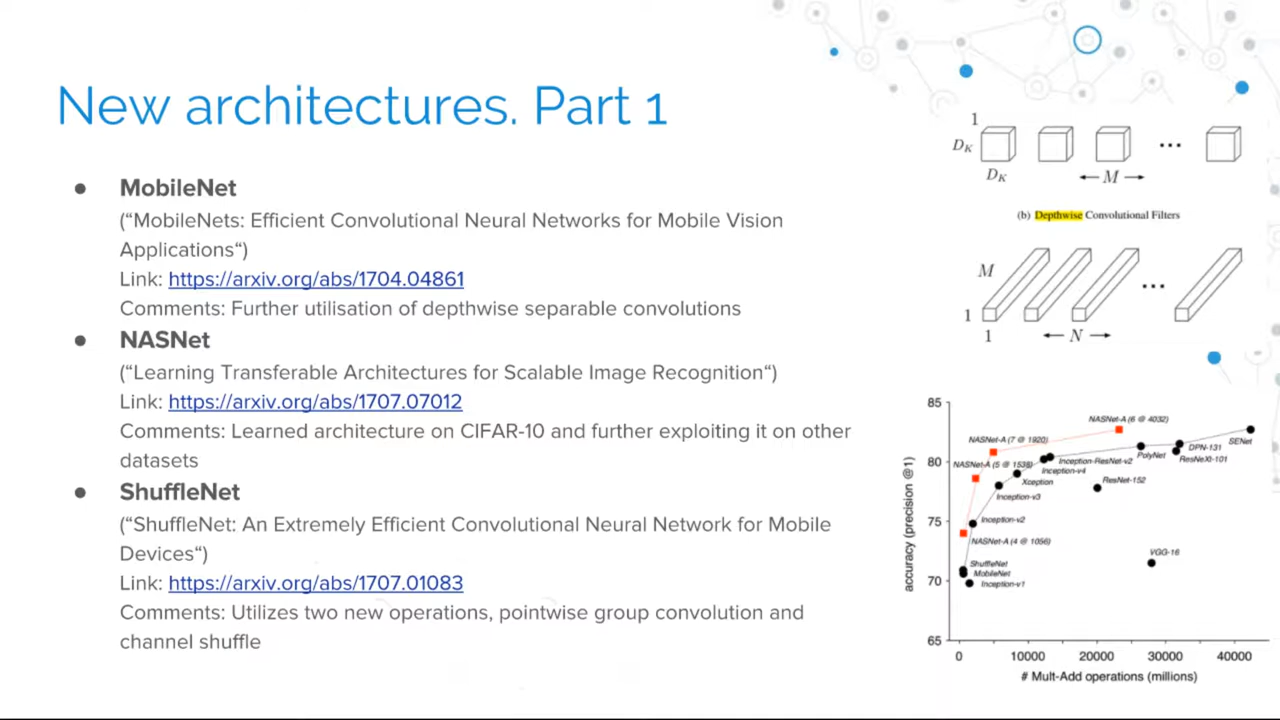 New architectures. Part 1
● MobileNet
(“MobileNets: Efficient Convolutional Neural Networks for Mobile Vision
Applications“)
Link: https://arxiv.org/abs/1704.04861
Comments: Further utilisation of depthwise separable convolutions
● NASNet
(“Learning Transferable Architectures for Scalable Image Recognition“)
Link: https://arxiv.org/abs/1707.07012
Comments: Learned architecture on CIFAR-10 and further exploiting it on other
datasets
● ShuffleNet
(“ShuffleNet: An Extremely Efficient Convolutional Neural Network for Mobile
Devices“)
Link: https://arxiv.org/abs/1707.01083
Comments: Utilizes two new operations, pointwise group convolution and
channel shuffle
1
DK
...
DK
M
(b) Depthwise Convolutional Filters
M
...
1
1
N
85
80
75
70
65
accuracy (precision @1)
NASNet-A (6 @ 4032)
NASNet-A (7 @ 1920)
NASNet-A (5 @ 1538)
NASNet-A (4 @ 1056)
SENet
DPN-131
PolyNet
ResNeXt-101
Inception-ResNet-v2
Inception-v4
Xception
ResNet-152
Inception-v3
Inception-v2
VGG-16
ShuffleNet
MobileNet
Inception-v1
0
10000
20000
30000
40000
# Mult-Add operations (millions)